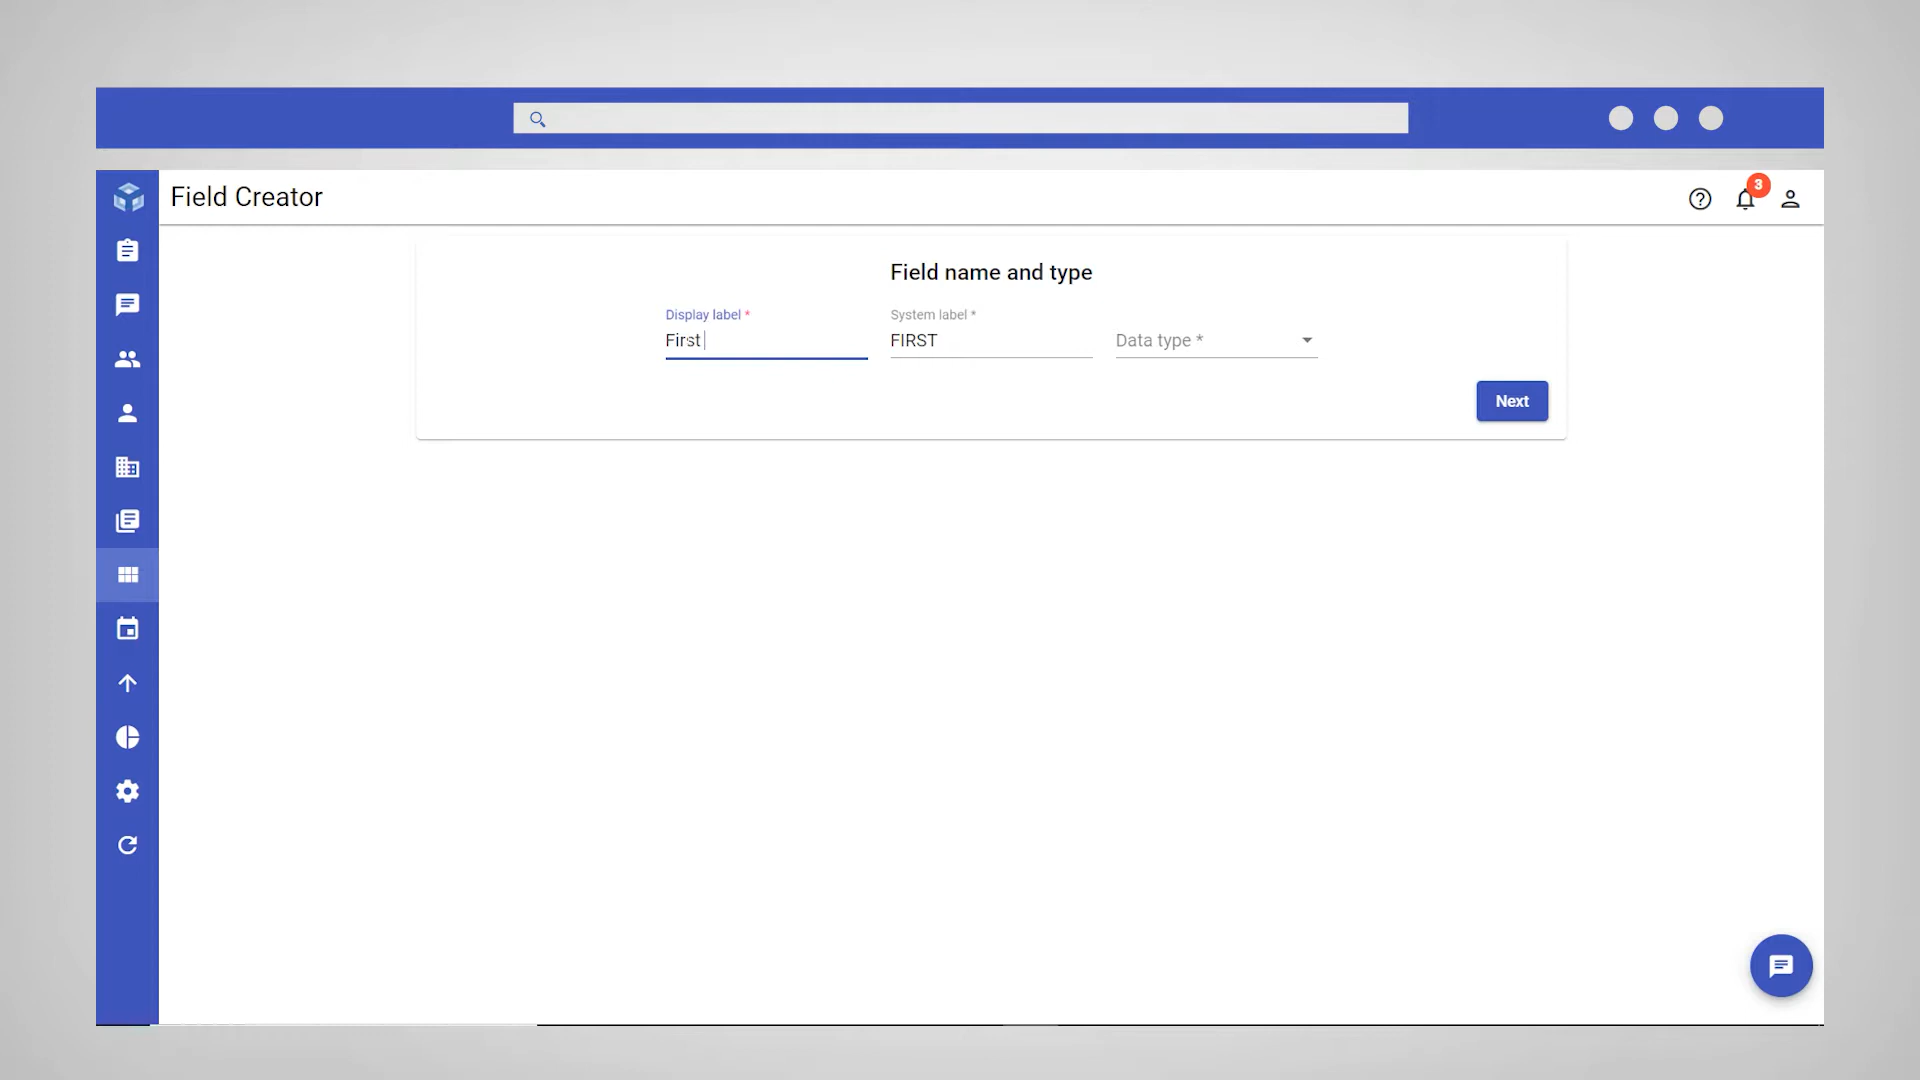 Field Creator
3
Field name and type
Display label *
System label *
First
FIRST
Data type *
Next